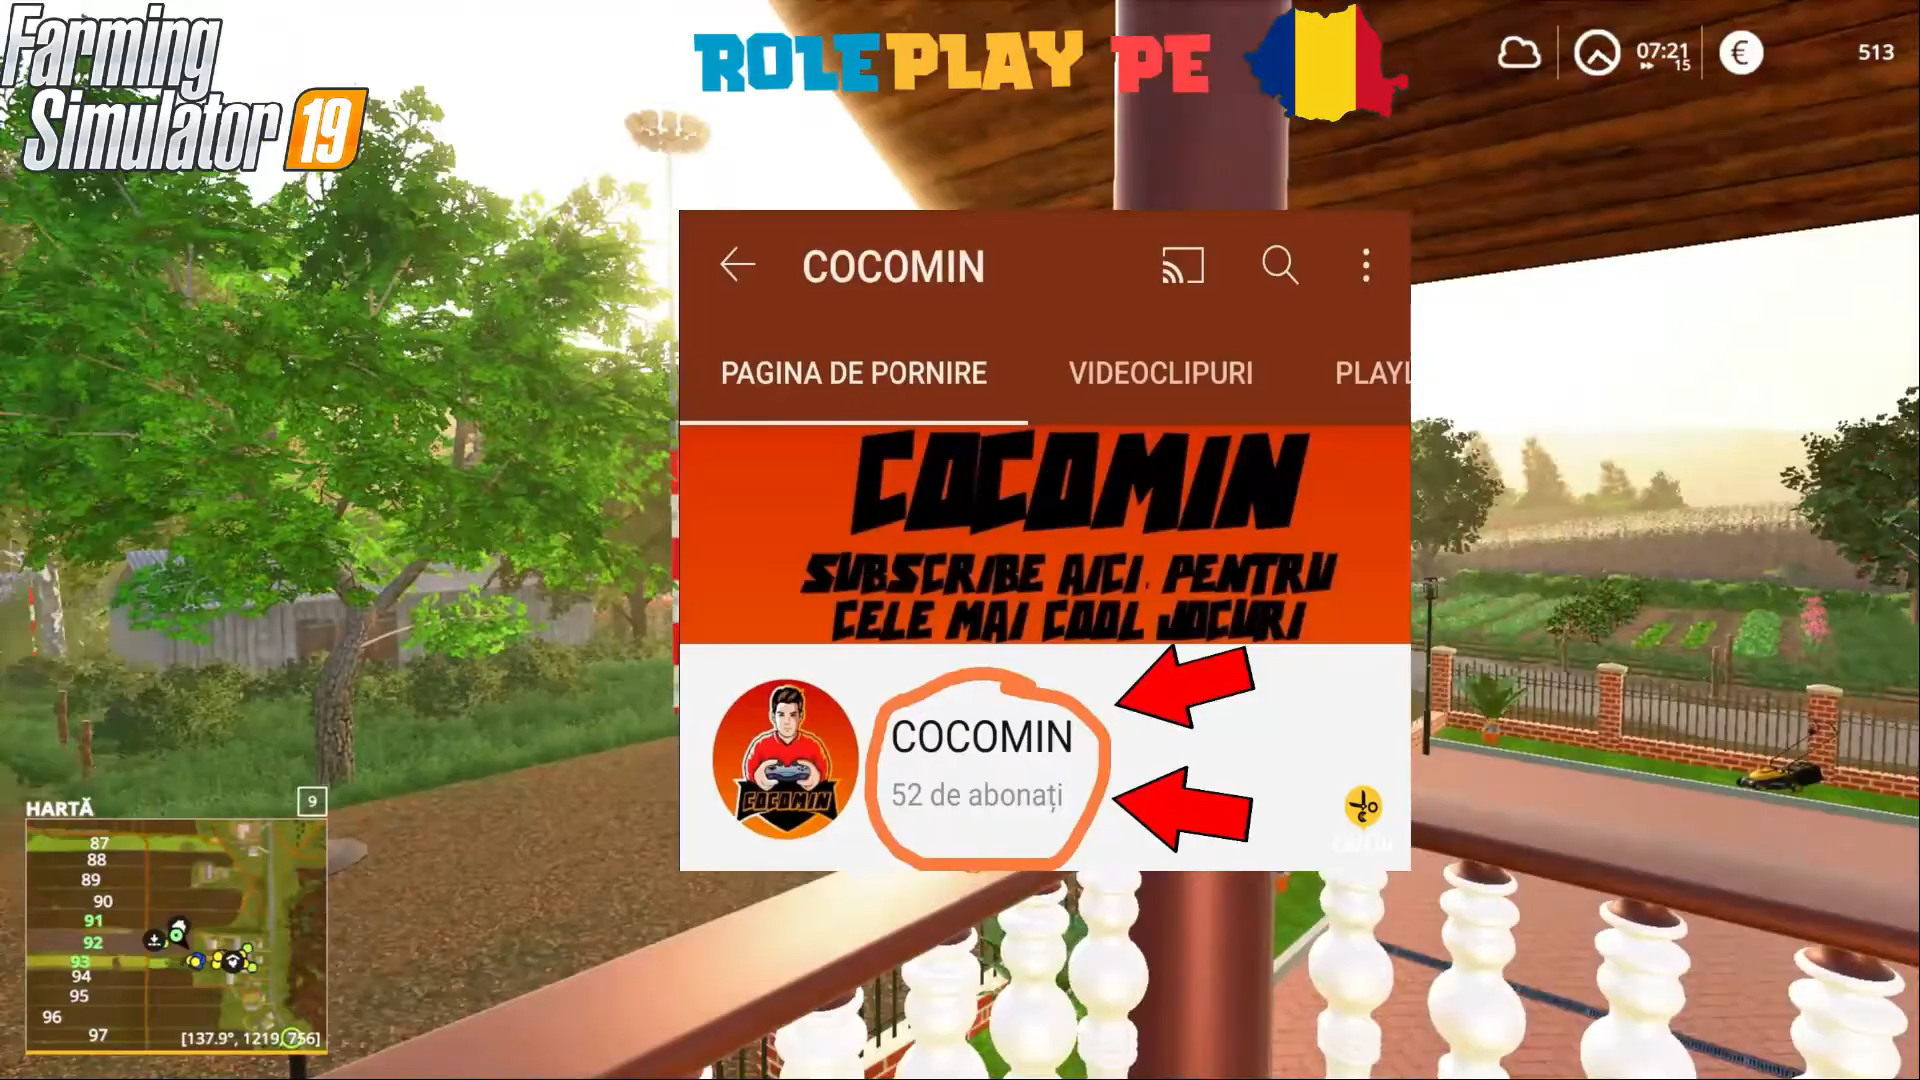 Farming
Simulator 19
ROLEPLAY PE
07:21
15
€
513
COCOMIN
PAGINA DE PORNIRE
VIDEOCLIPURI
PLAYL
COCOMIN
SUBSCRIBE AICI. PENTRU
CELE MAI COOL JOCURI
COCOMIN
COCOMIN
52 de abonați
HARTĂ
9
87
88
89
90
91
92
93
94
95
96
97
[137.9°, 1219, 756]